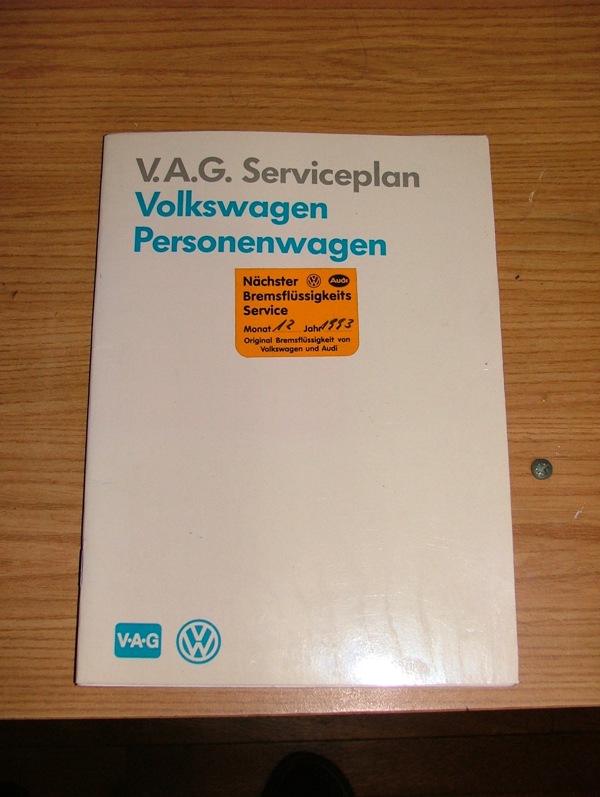 V.A.G. Serviceplan
Volkswagen
Personenwagen
Nächster Audi
Bremsflüssigkeits
Service
Monat 12 Jahr 1993
Original Bremsflüssigkeit von
Volkswagen und Audi
V·A·G